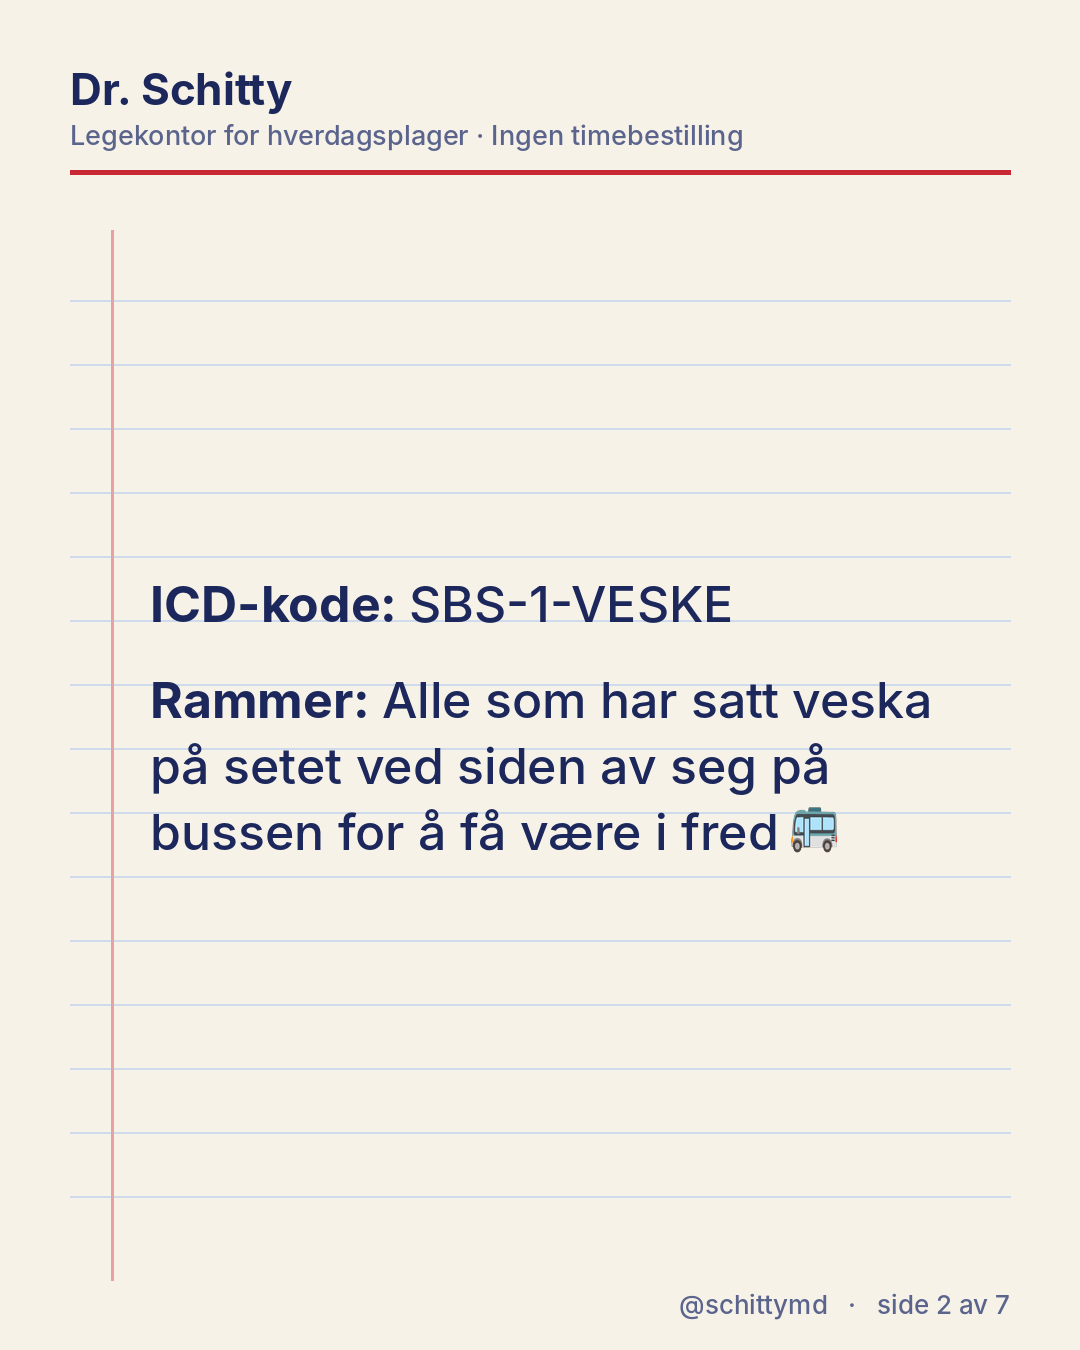 Dr. Schitty
Legekontor for hverdagsplager · Ingen timebestilling
ICD-kode: SBS-1-VESKE
Rammer: Alle som har satt veska
på setet ved siden av seg på
bussen for å få være i fred 🚌
@schittymd · side 2 av 7